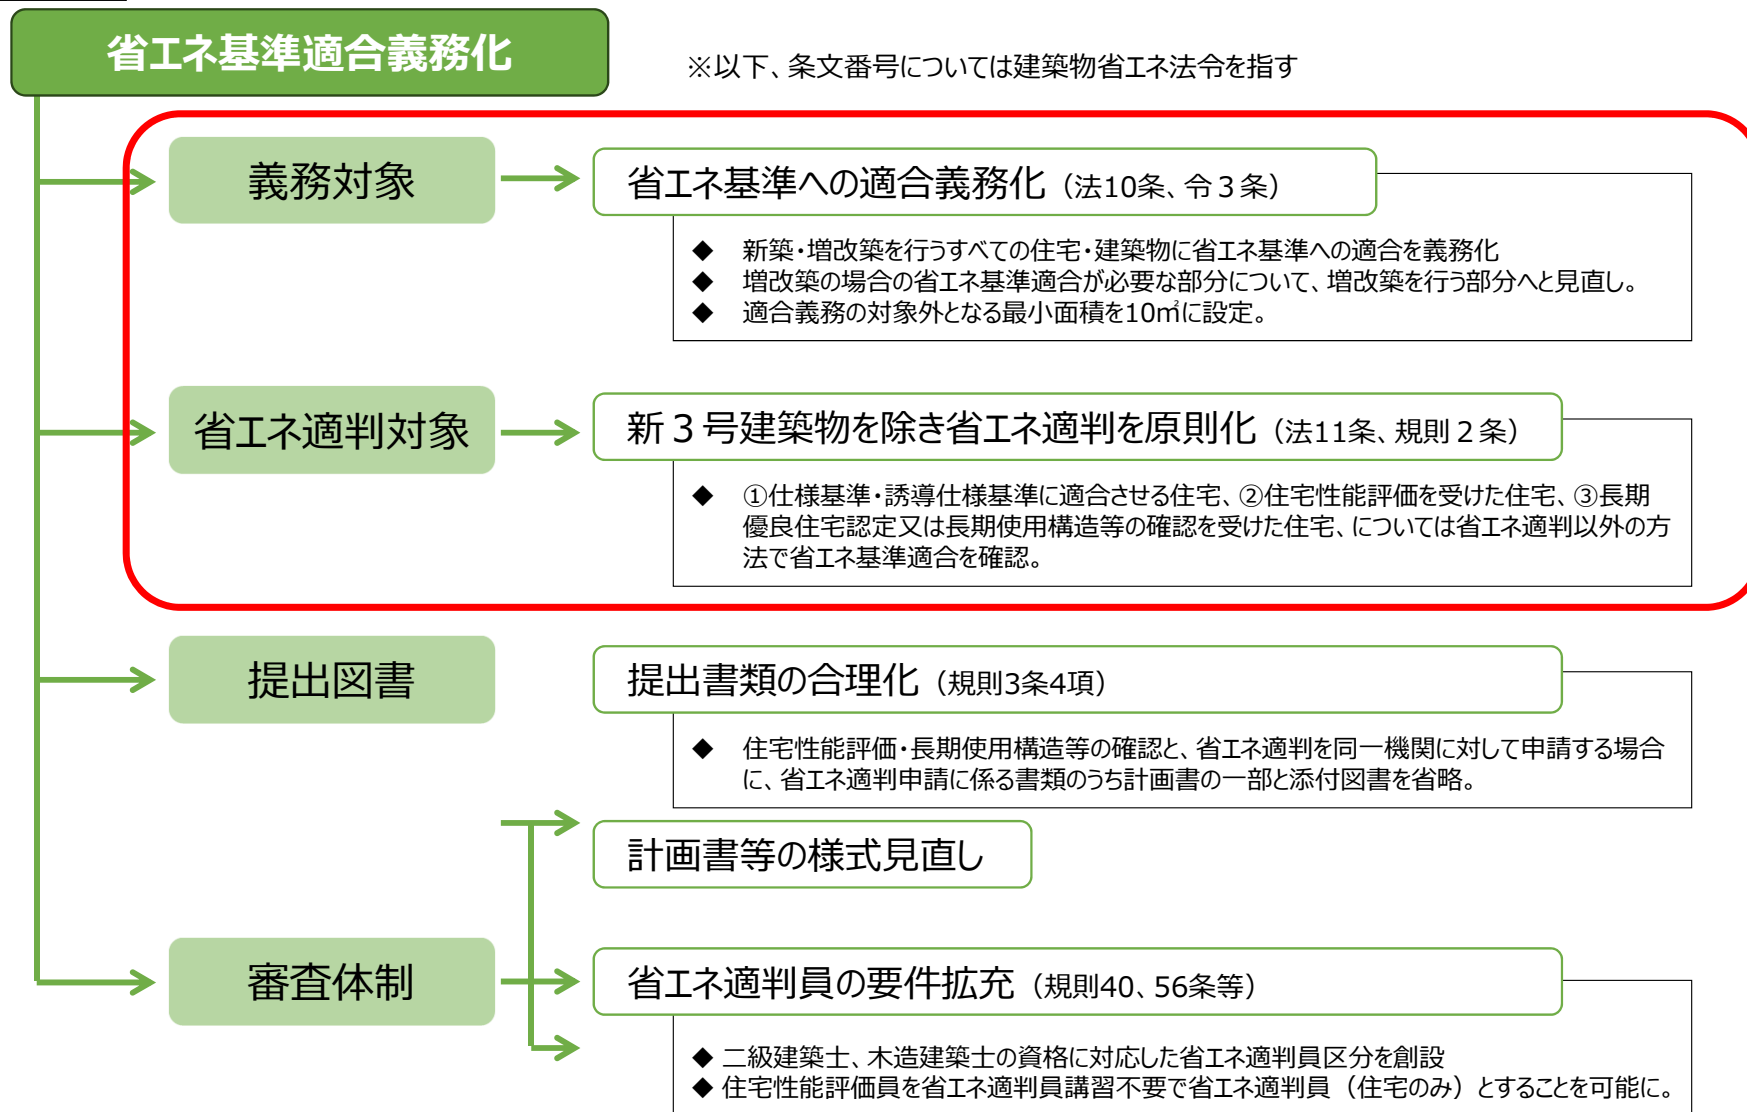 省エネ基準適合義務化
※以下、条文番号については建築物省エネ法令を指す
義務対象
省エネ基準への適合義務化（法10条、令３条）
◆ 新築・増改築を行うすべての住宅・建築物に省エネ基準への適合を義務化
◆ 増改築の場合の省エネ基準適合が必要な部分について、増改築を行う部分へと見直し。
◆ 適合義務の対象外となる最小面積を10㎡に設定。
省エネ適判対象
新３号建築物を除き省エネ適判を原則化（法11条、規則２条）
◆ ①仕様基準・誘導仕様基準に適合させる住宅、②住宅性能評価を受けた住宅、③長期
優良住宅認定又は長期使用構造等の確認を受けた住宅、については省エネ適判以外の方
法で省エネ基準適合を確認。
提出図書
提出書類の合理化（規則3条4項）
◆ 住宅性能評価・長期使用構造等の確認と、省エネ適判を同一機関に対して申請する場合
に、省エネ適判申請に係る書類のうち計画書の一部と添付図書を省略。
計画書等の様式見直し
審査体制
省エネ適判員の要件拡充（規則40、56条等）
◆ 二級建築士、木造建築士の資格に対応した省エネ適判員区分を創設
◆ 住宅性能評価員を省エネ適判員講習不要で省エネ適判員（住宅のみ）とすることを可能に。